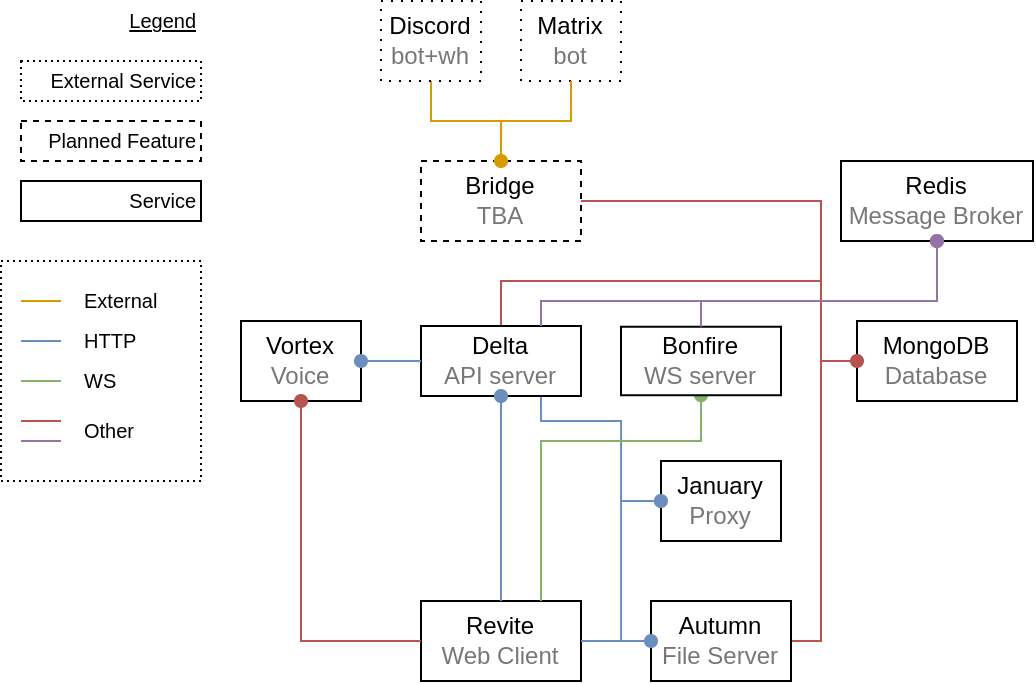 Legend
External Service
Planned Feature
Service
External
HTTP
WS
Other
Discord
bot+wh
Matrix
bot
Bridge
TBA
Redis
Message Broker
Vortex
Voice
Delta
API server
Bonfire
WS server
MongoDB
Database
January
Proxy
Revite
Web Client
Autumn
File Server